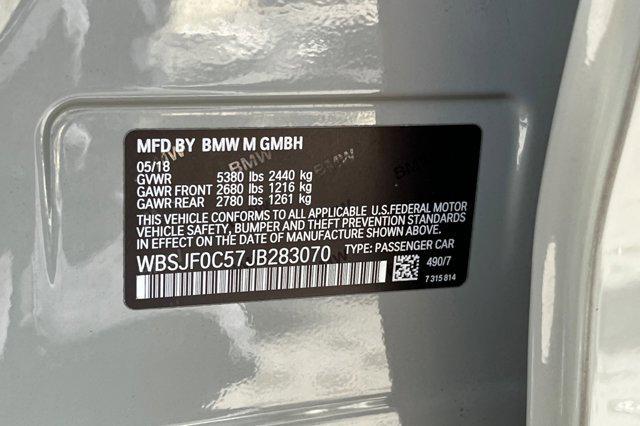 MFD BY BMW M GMBH
05/18
GVWR 5380 lbs 2440 kg
GAWR FRONT 2680 lbs 1216 kg
GAWR REAR 2780 lbs 1261 kg
THIS VEHICLE CONFORMS TO ALL APPLICABLE U.S.FEDERAL MOTOR
VEHICLE SAFETY, BUMPER AND THEFT PREVENTION STANDARDS
IN EFFECT ON THE DATE OF MANUFACTURE SHOWN ABOVE.
WBSJF0C57JB283070 TYPE: PASSENGER CAR
490/7
7 315 814
BMW
BMW